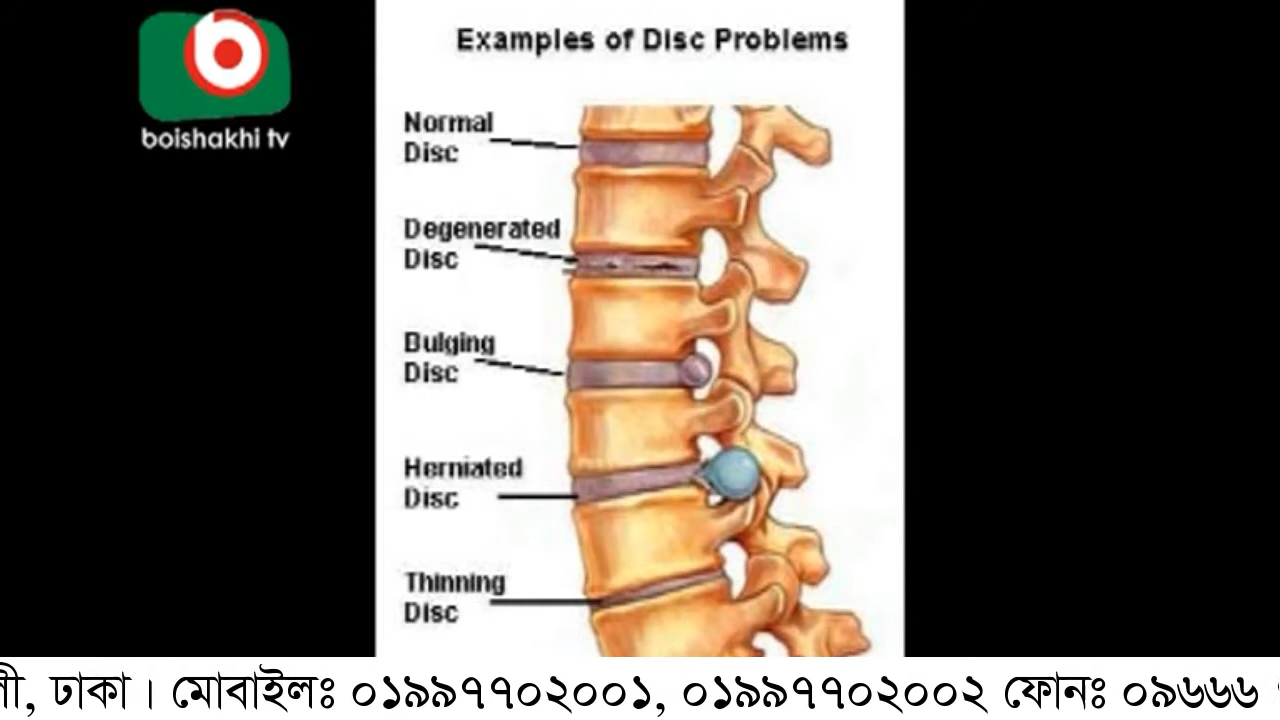 boishakhi tv
Examples of Disc Problems
Normal
Disc
Degenerated
Disc
Bulging
Disc
Herniated
Disc
Thinning
Disc
ঢাকা। মোবাইলঃ ০১৯৯৭৭০২০০১, ০১৯৯৭৭০২০০২ ফোনঃ ০৯৬৬৬